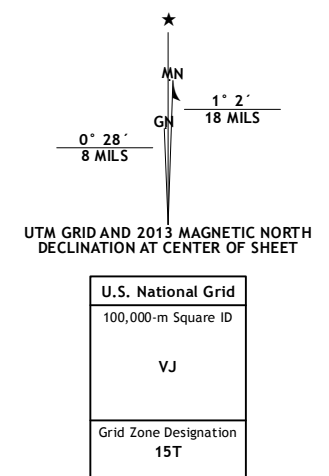 ★
MN
1° 2´
18 MILS
GN
0° 28´
8 MILS
UTM GRID AND 2013 MAGNETIC NORTH
DECLINATION AT CENTER OF SHEET
U.S. National Grid
100,000-m Square ID
VJ
Grid Zone Designation
15T